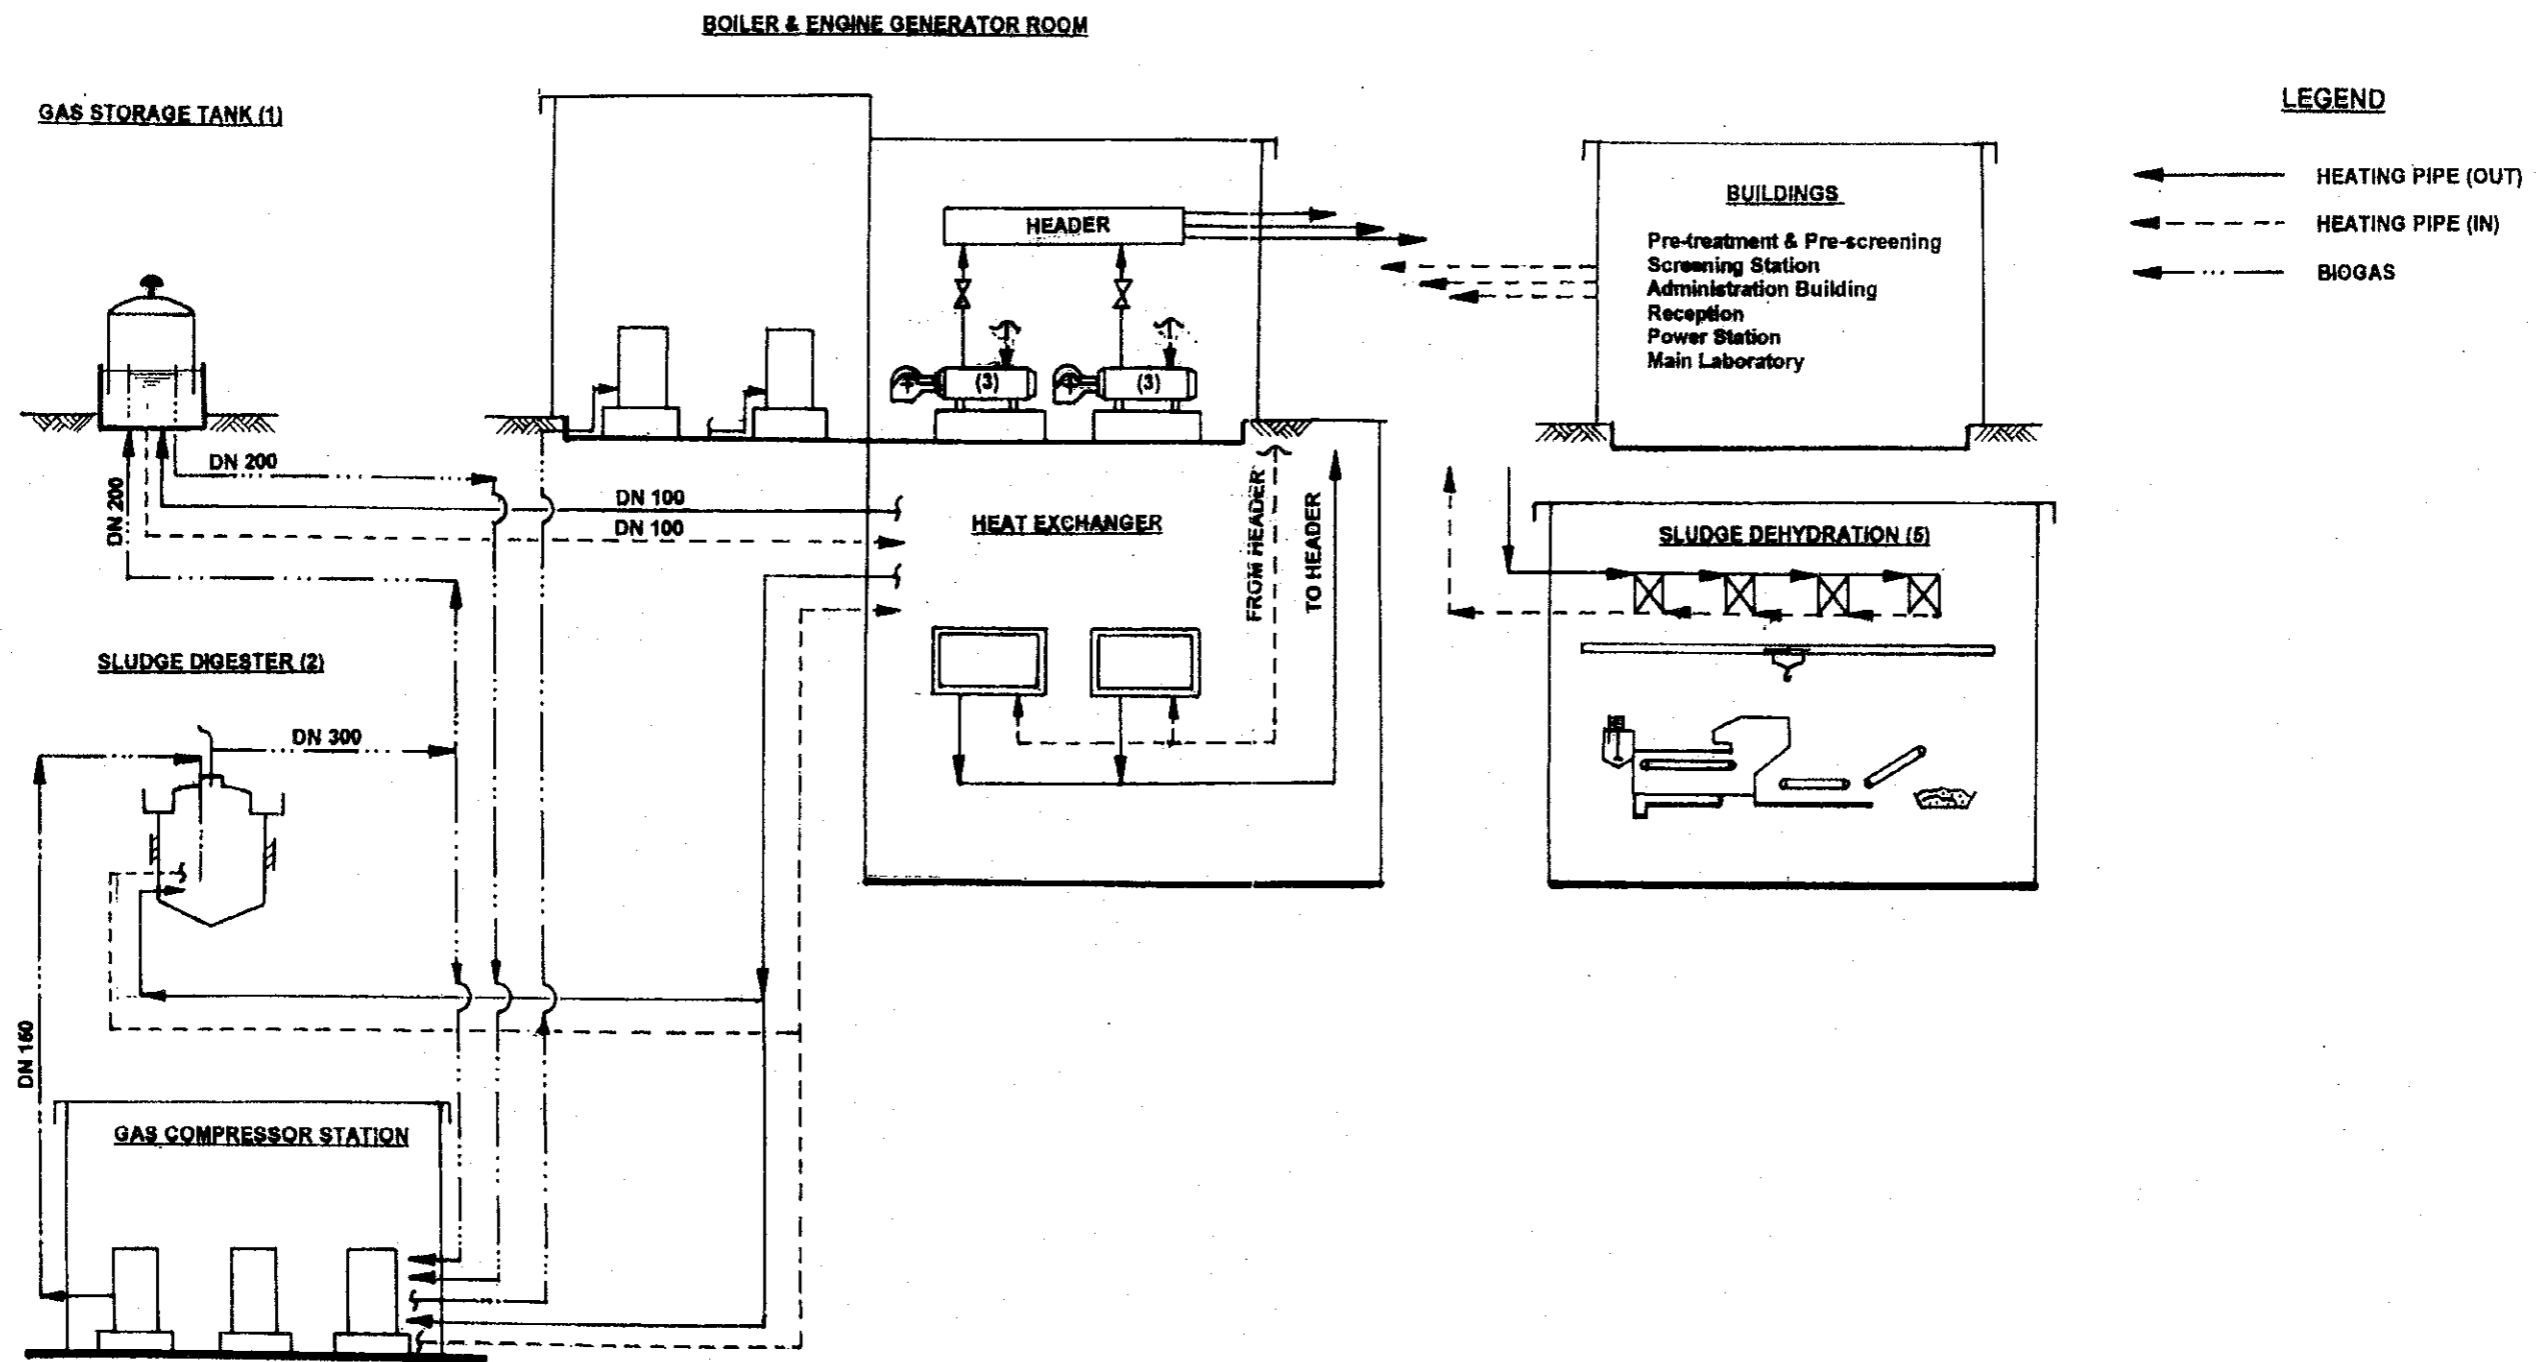 BOILER & ENGINE GENERATOR ROOM
GAS STORAGE TANK (1)
LEGEND
HEATING PIPE (OUT)
HEATING PIPE (IN)
BIOGAS
HEADER
(3)
(3)
BUILDINGS
Pre-treatment & Pre-screening
Screening Station
Administration Building
Reception
Power Station
Main Laboratory
DN 200
DN 200
DN 100
DN 100
HEAT EXCHANGER
FROM HEADER
TO HEADER
SLUDGE DEHYDRATION (5)
SLUDGE DIGESTER (2)
DN 300
DN 150
GAS COMPRESSOR STATION